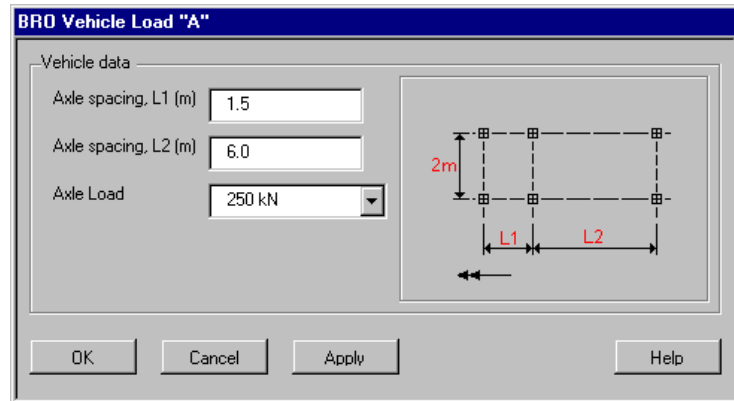 BRO Vehicle Load "A"
Vehicle data
Axle spacing, L1 (m) 1.5
Axle spacing, L2 (m) 6.0
Axle Load 250 kN
2m
L1 L2
OK Cancel Apply Help